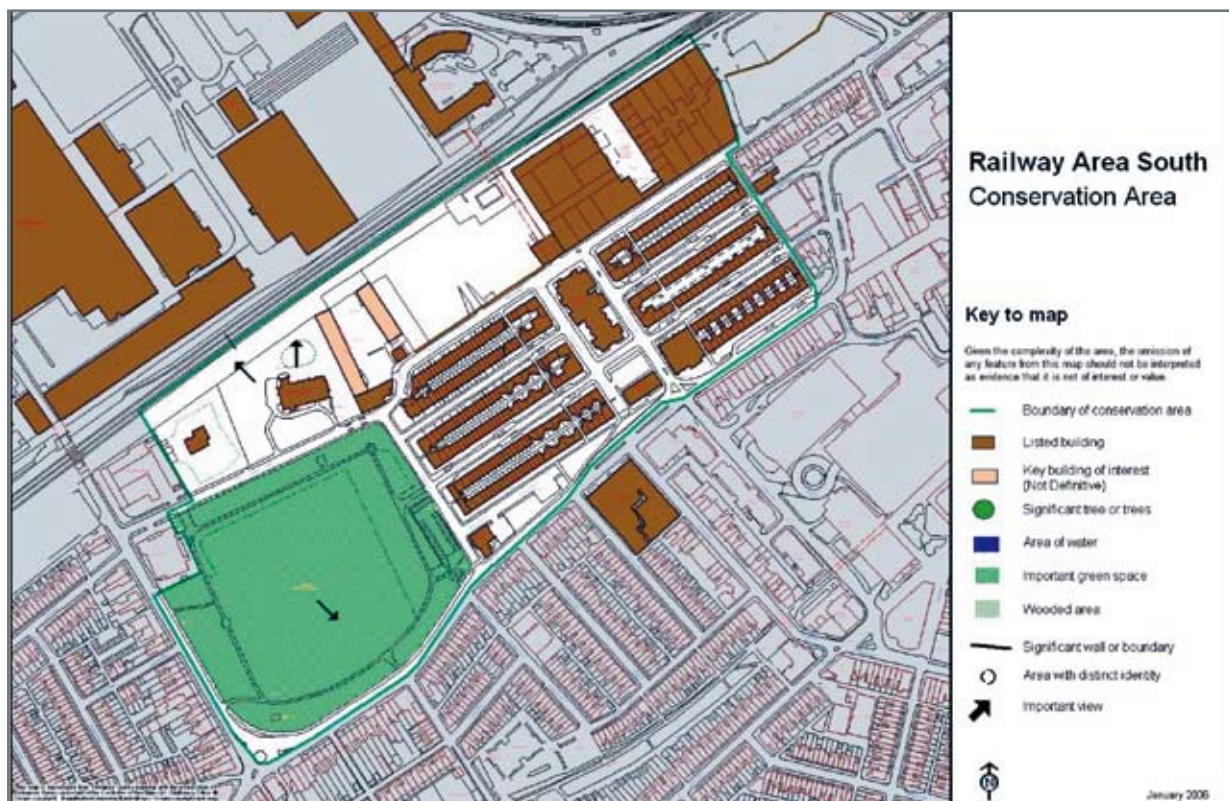 Railway Area South
Conservation Area
Key to map
Given the complexity of the area, the omission of
any feature from this map should not be interpreted
as evidence that it is not of interest or value.
Boundary of conservation area
Listed building
Key building of interest
(Not Definitive)
Significant tree or trees
Area of water
Important green space
Wooded area
Significant wall or boundary
Area with distinct identity
Important view
N
January 2006